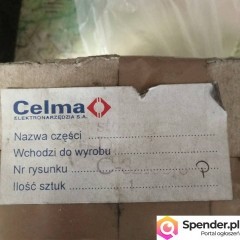 Celma
ELEKTRONARZĘDZIA S.A.
Nazwa części
Wchodzi do wyrobu
Nr rysunku
Ilość sztuk
Spender.pl
Portal ogłoszeń